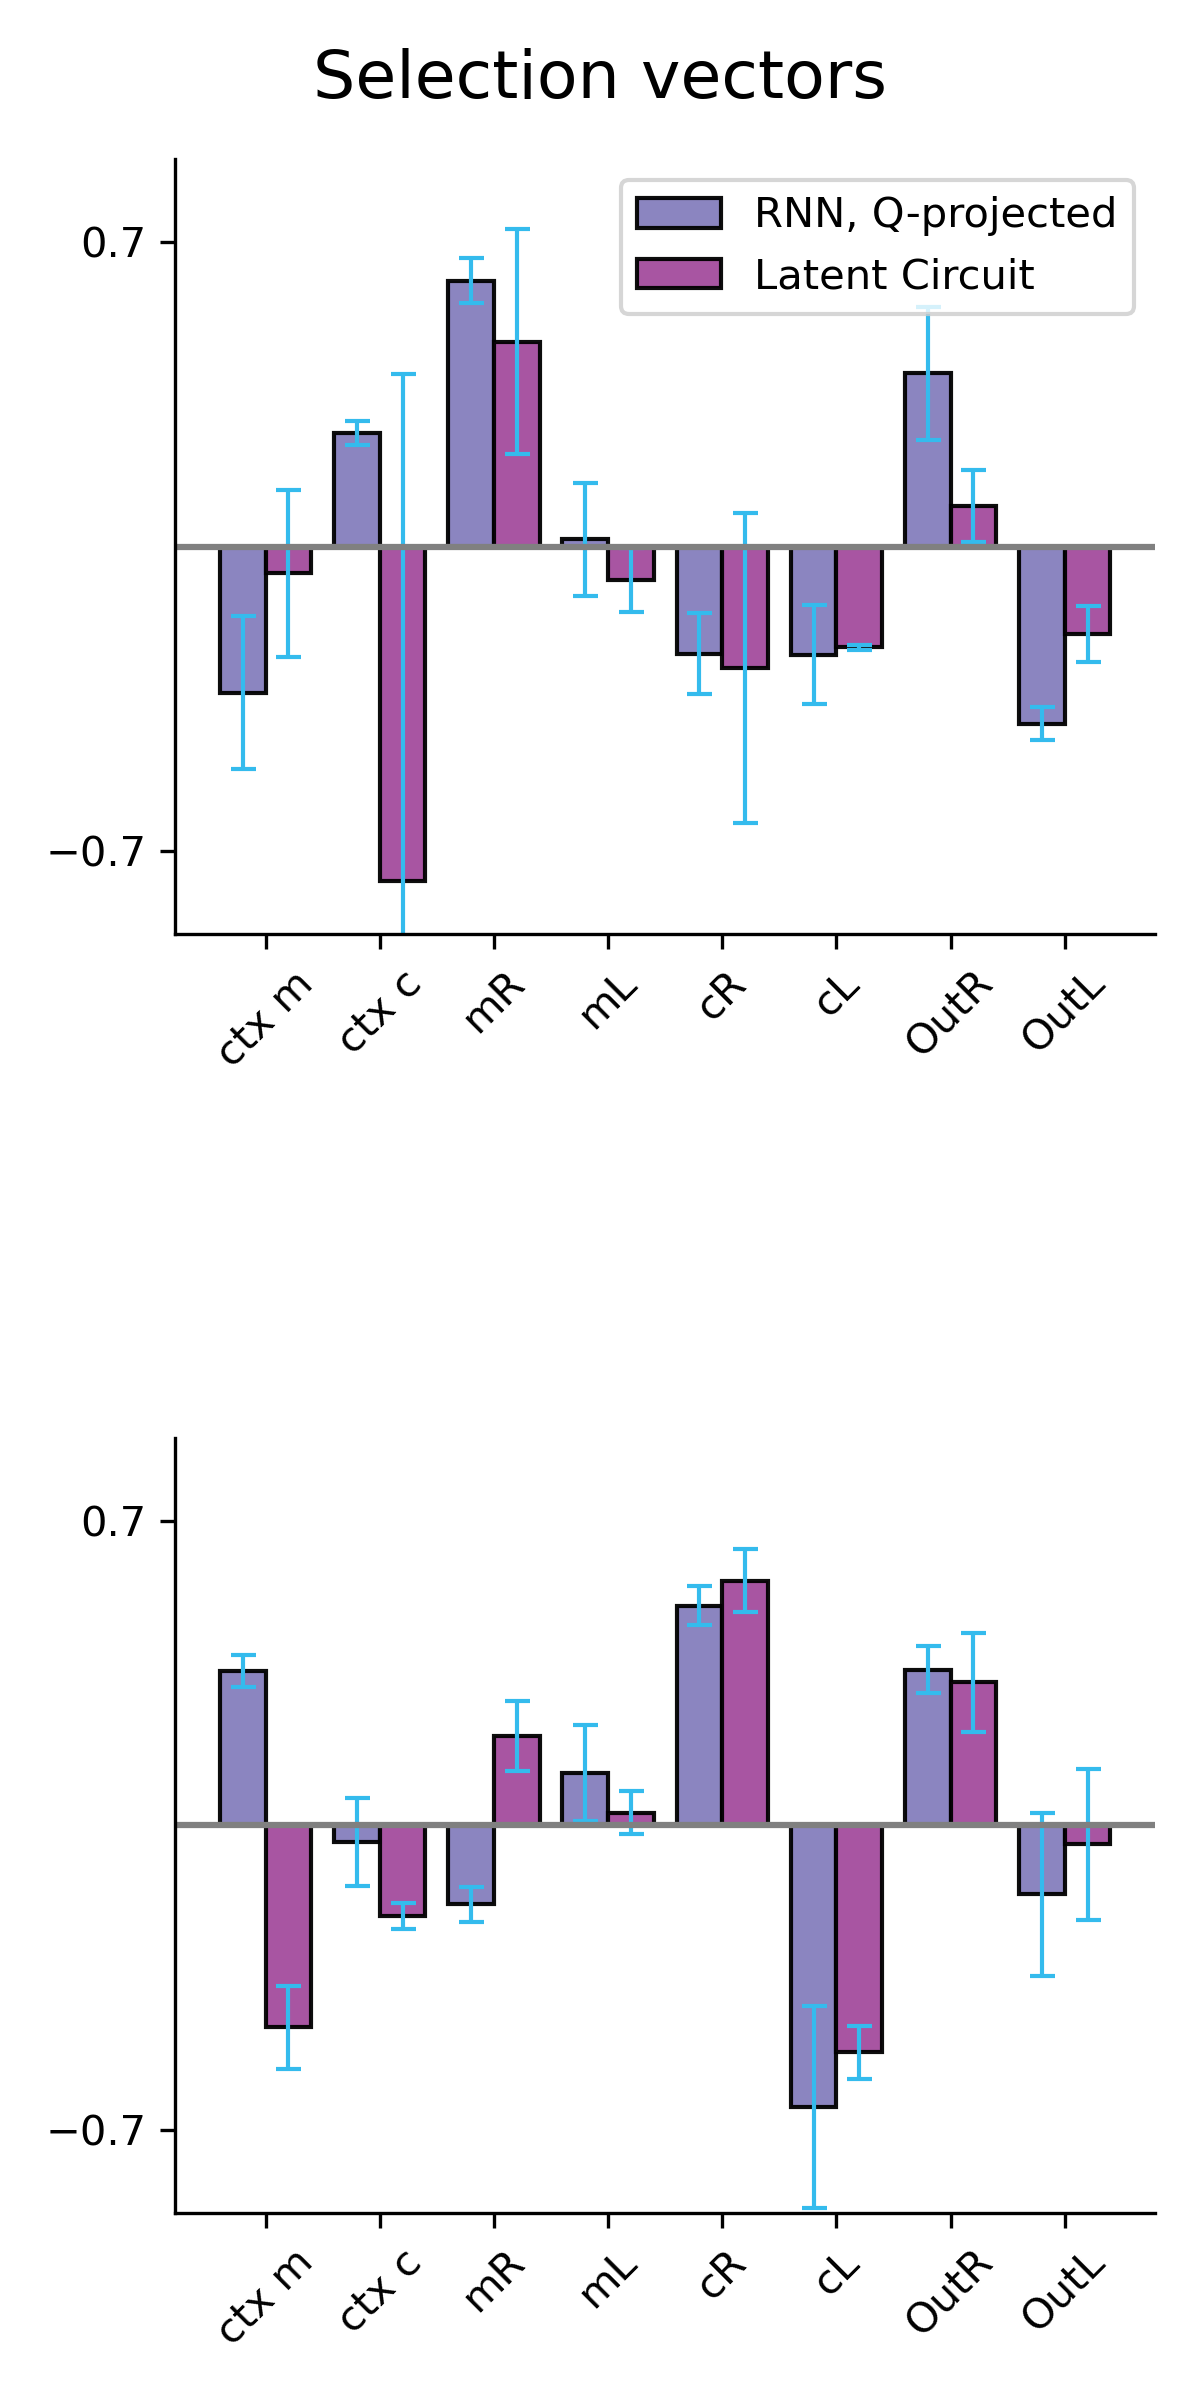 Selection vectors
RNN, Q-projected
Latent Circuit
0.7
−0.7
ctx m
ctx c
mR
mL
cR
cL
OutR
OutL
0.7
−0.7
ctx m
ctx c
mR
mL
cR
cL
OutR
OutL